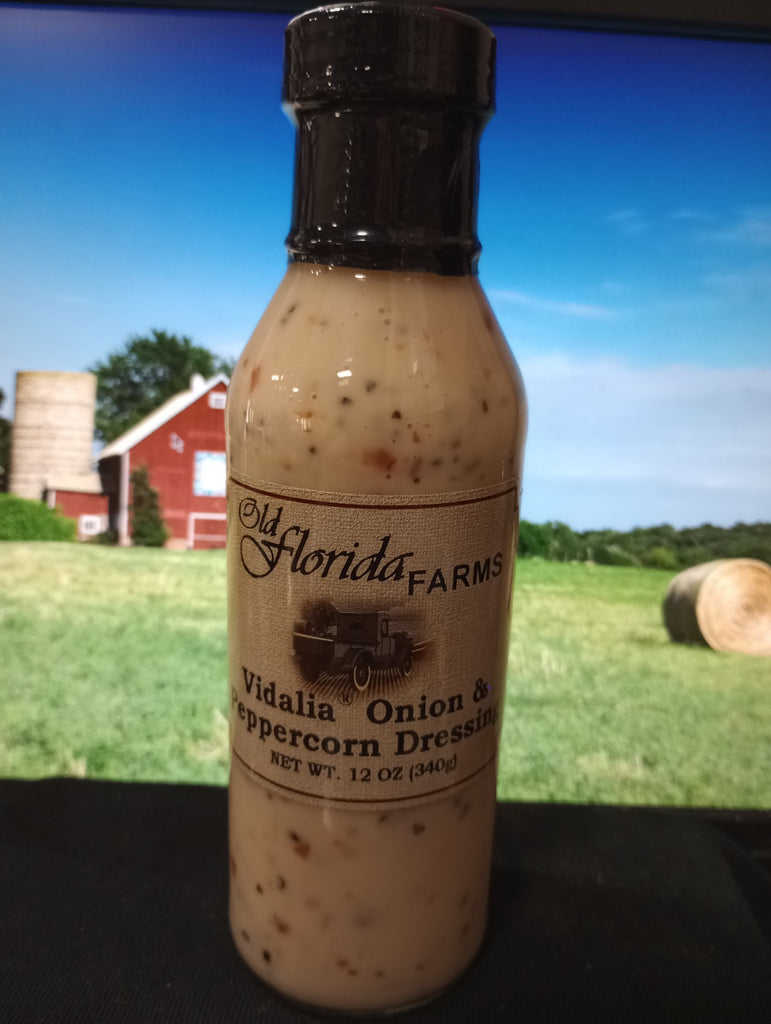 Old
Florida FARMS
Vidalia® Onion &
Peppercorn Dressing
NET WT. 12 OZ (340g)